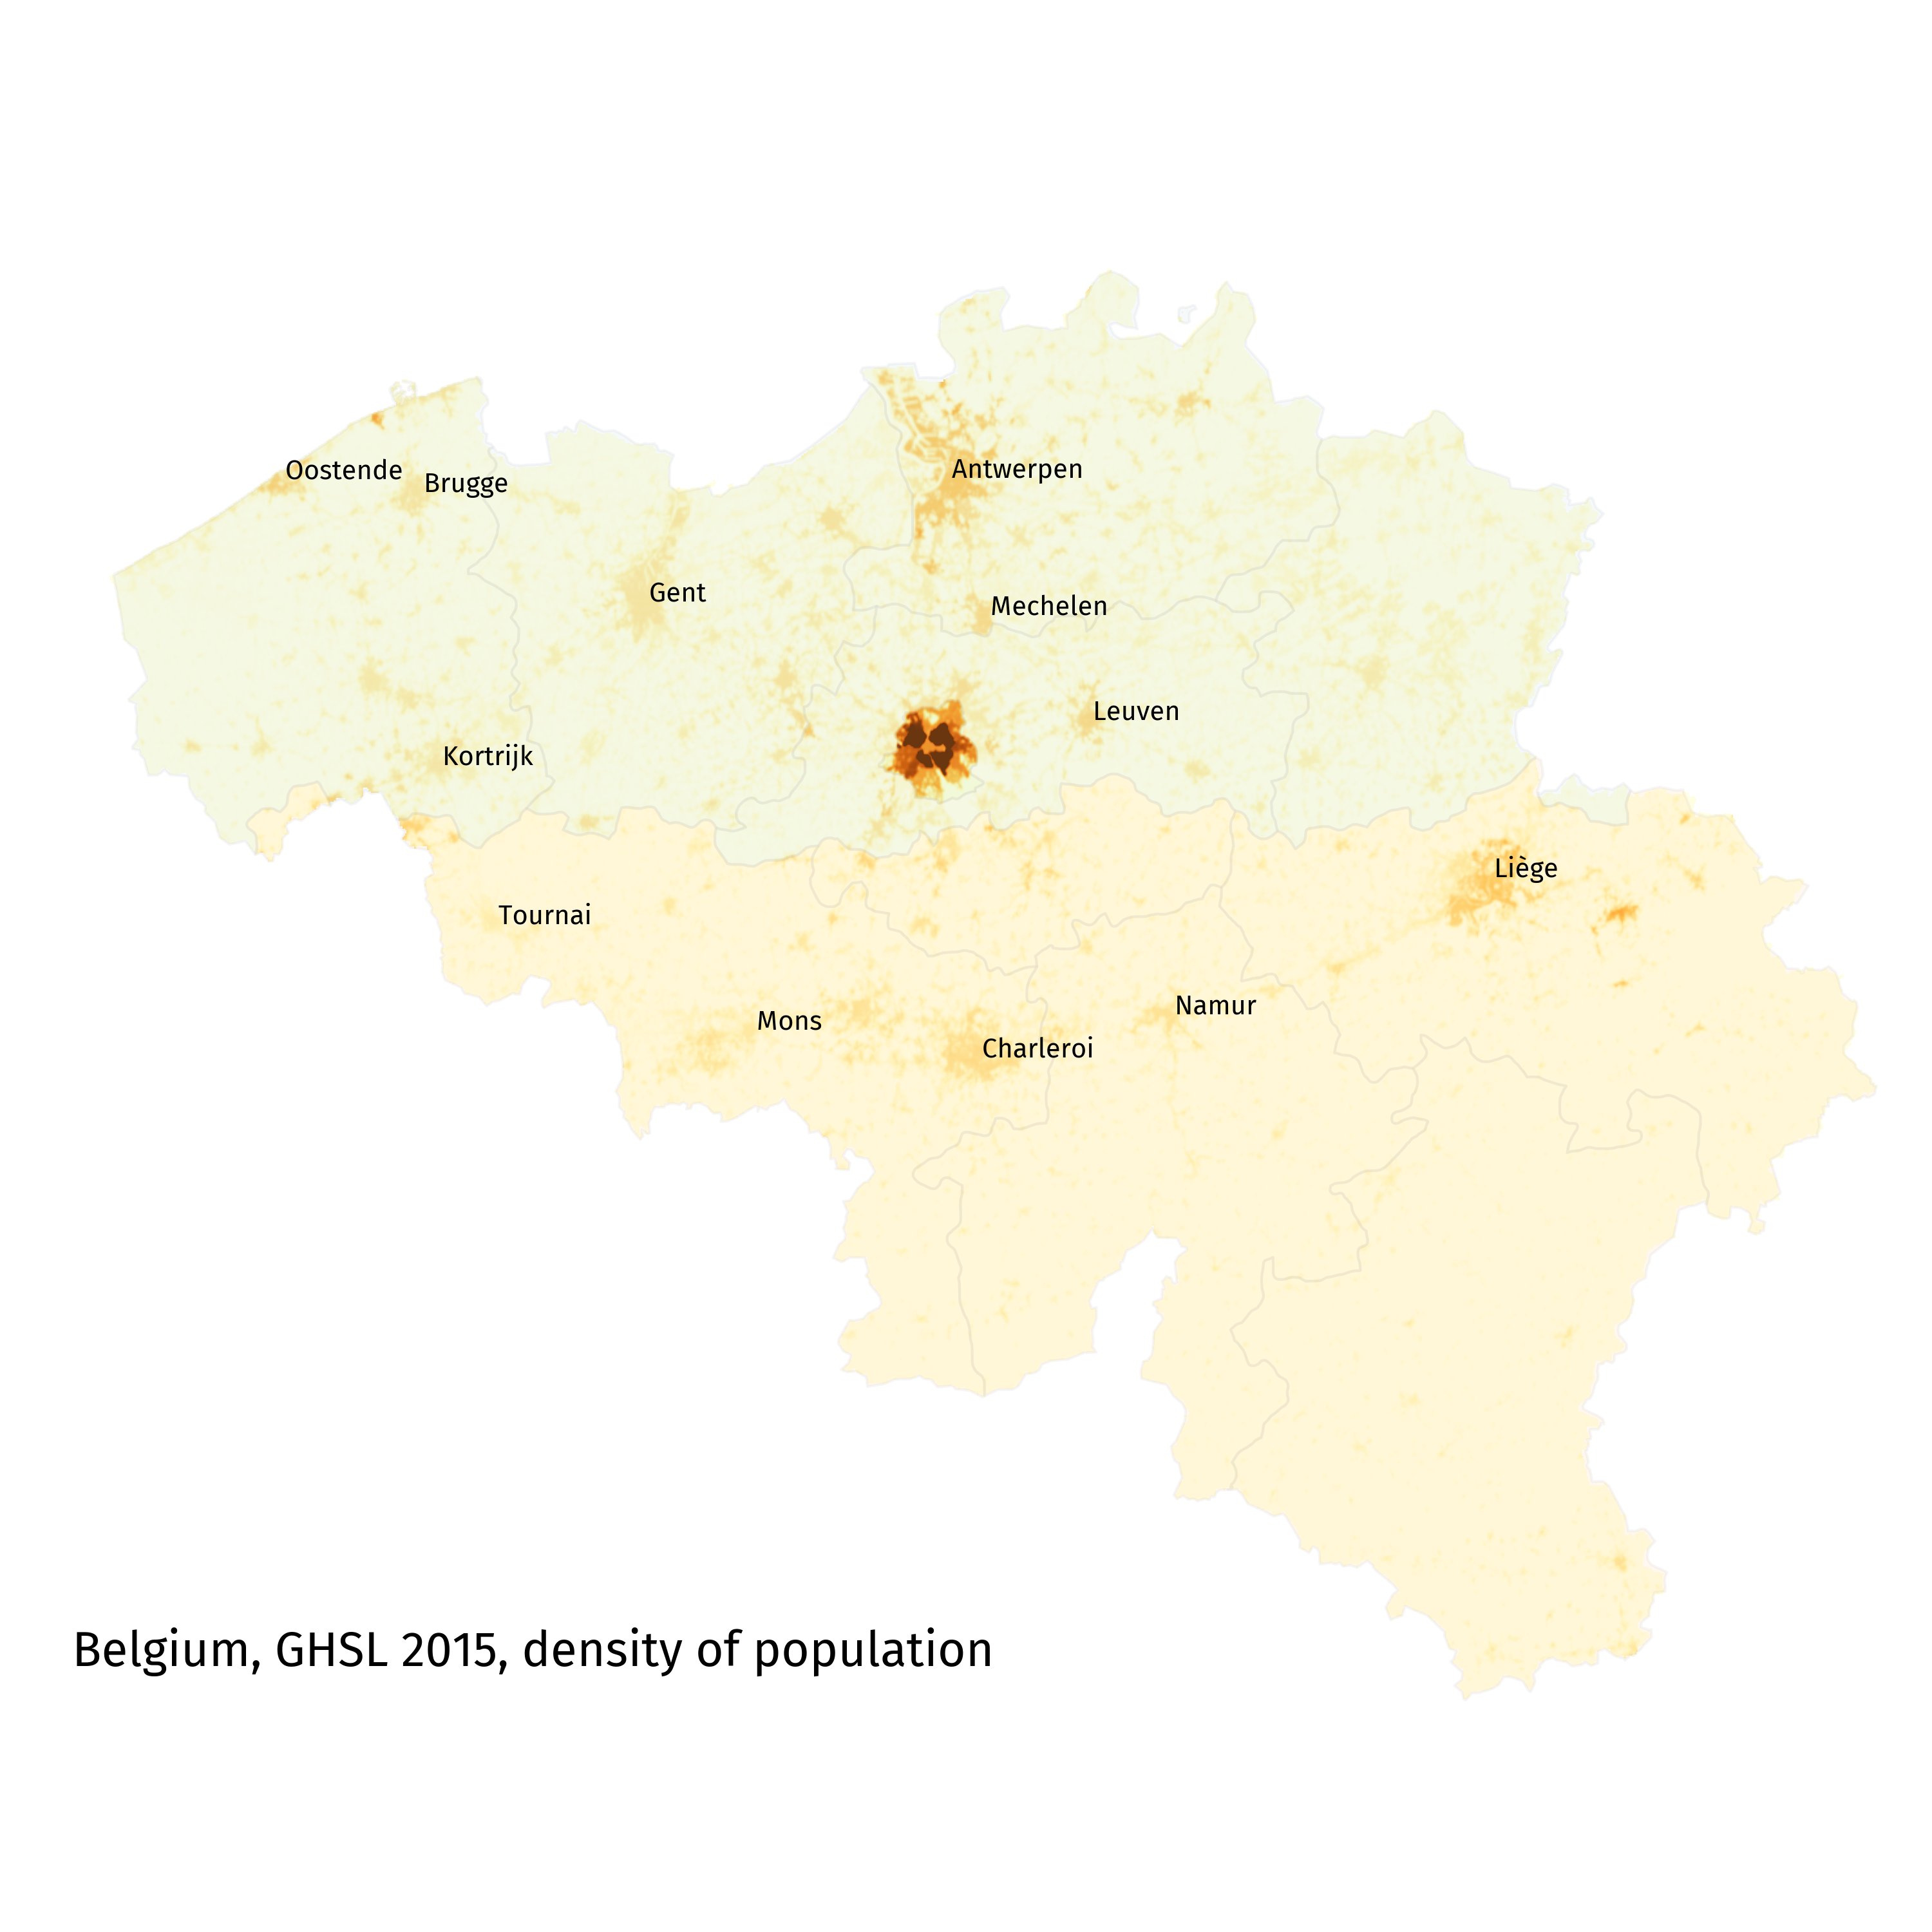 Oostende
Brugge
Antwerpen
Gent
Mechelen
Leuven
Kortrijk
Liège
Tournai
Namur
Mons
Charleroi
Belgium, GHSL 2015, density of population